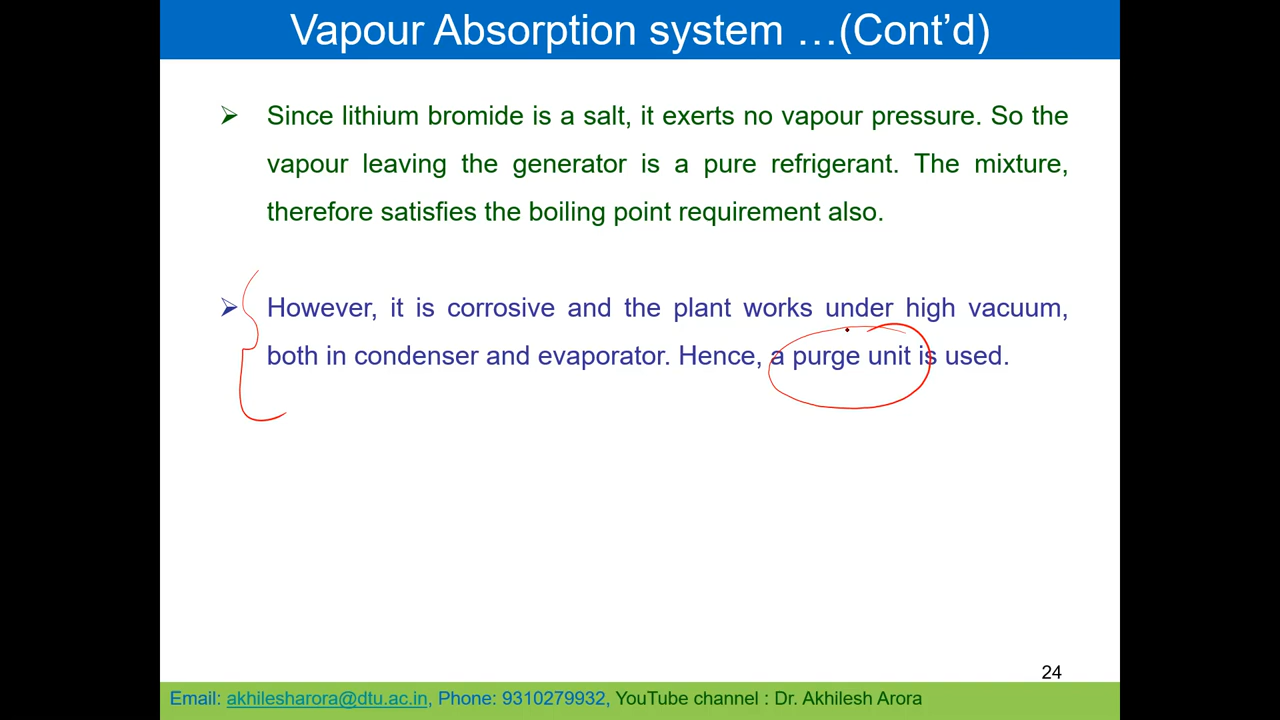 Vapour Absorption system …(Cont’d)
Since lithium bromide is a salt, it exerts no vapour pressure. So the
vapour leaving the generator is a pure refrigerant. The mixture,
therefore satisfies the boiling point requirement also.
However, it is corrosive and the plant works under high vacuum,
both in condenser and evaporator. Hence, a purge unit is used.
24
Email: akhilesharora@dtu.ac.in, Phone: 9310279932, YouTube channel : Dr. Akhilesh Arora